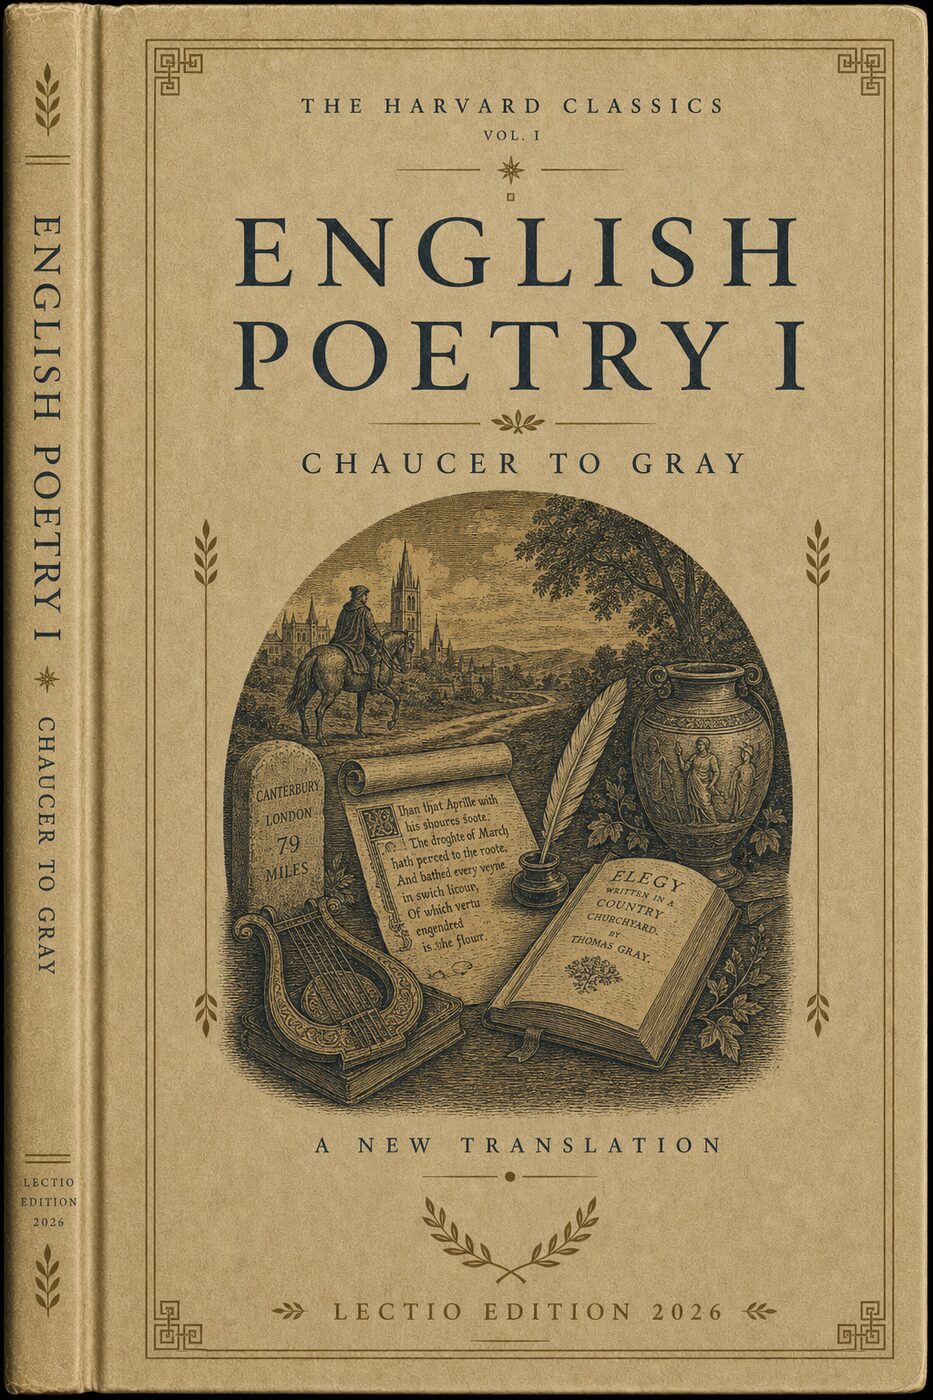 THE HARVARD CLASSICS
VOL. I
ENGLISH
POETRY I
CHAUCER TO GRAY
CANTERBURY
LONDON
79
MILES
Whan that Aprille with
his shoures soote:
The droghte of March
hath perced to the roote,
And bathed every veyne
in swich licour,
Of which vertu
engendred
is the flour.
ELEGY
WRITTEN IN A
COUNTRY
CHURCHYARD.
BY
THOMAS GRAY.
A NEW TRANSLATION
LECTIO EDITION 2026
ENGLISH POETRY I CHAUCER TO GRAY
LECTIO
EDITION
2026